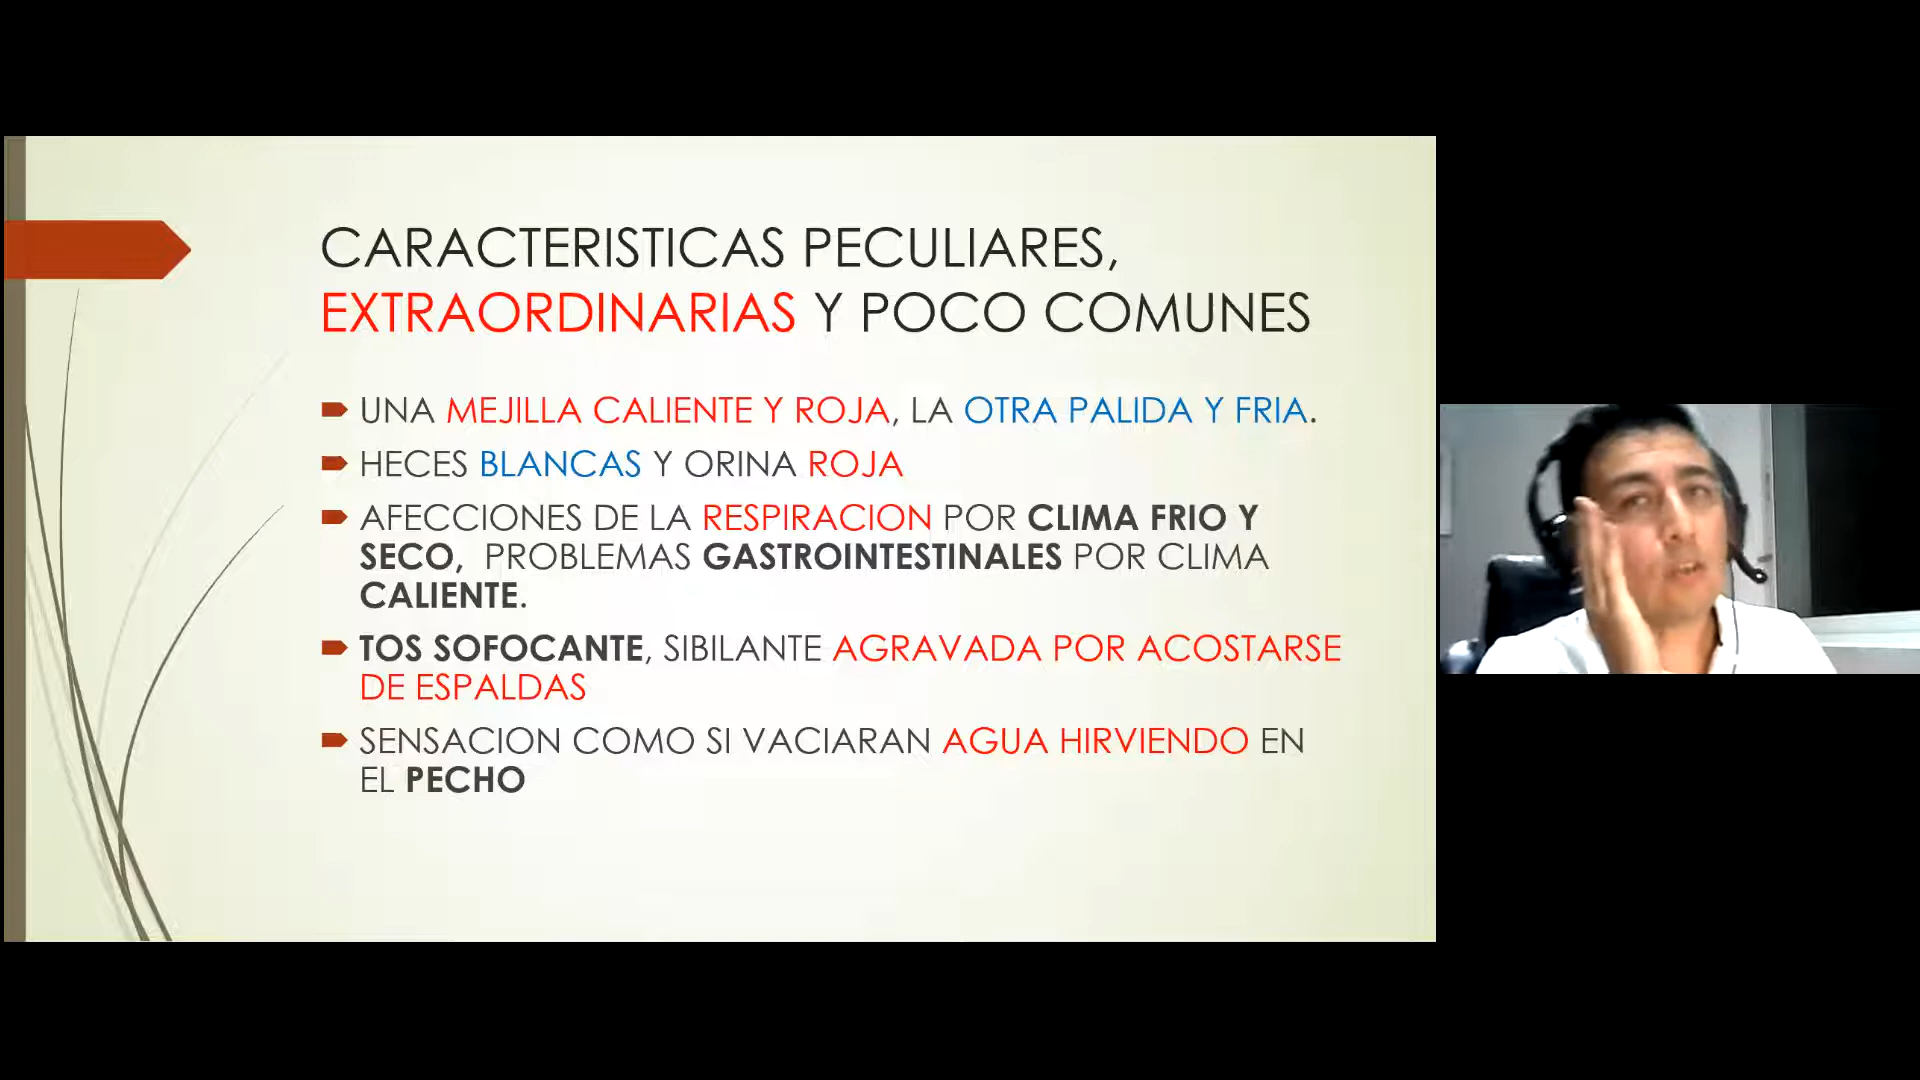 CARACTERISTICAS PECULIARES,
EXTRAORDINARIAS Y POCO COMUNES
UNA MEJILLA CALIENTE Y ROJA, LA OTRA PALIDA Y FRIA.
HECES BLANCAS Y ORINA ROJA
AFECCIONES DE LA RESPIRACION POR CLIMA FRIO Y
SECO, PROBLEMAS GASTROINTESTINALES POR CLIMA
CALIENTE.
TOS SOFOCANTE, SIBILANTE AGRAVADA POR ACOSTARSE
DE ESPALDAS
SENSACION COMO SI VACIARAN AGUA HIRVIENDO EN
EL PECHO